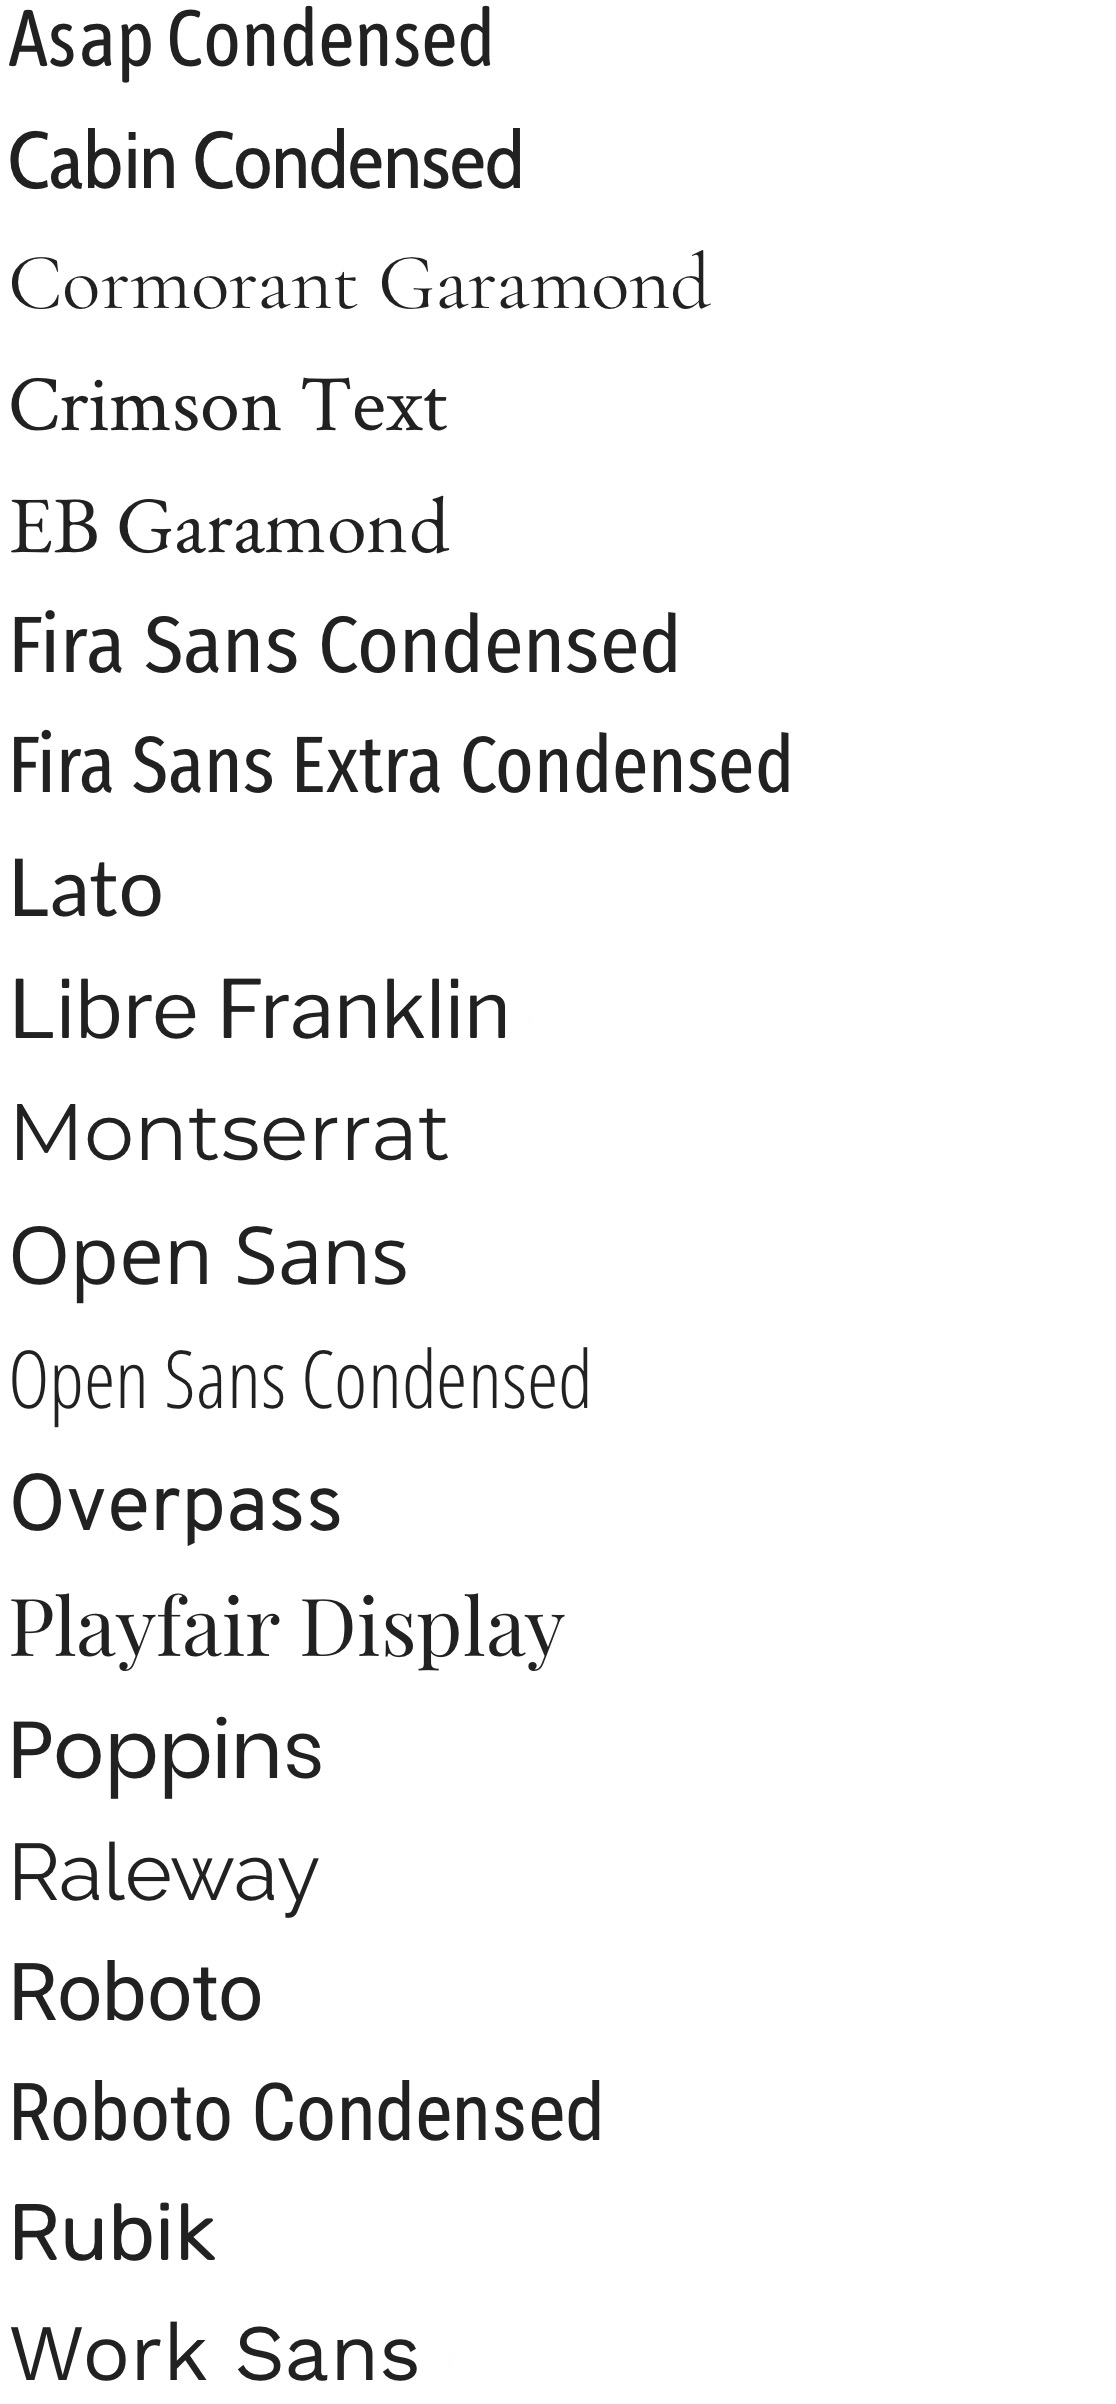 Asap Condensed
Cabin Condensed
Cormorant Garamond
Crimson Text
EB Garamond
Fira Sans Condensed
Fira Sans Extra Condensed
Lato
Libre Franklin
Montserrat
Open Sans
Open Sans Condensed
Overpass
Playfair Display
Poppins
Raleway
Roboto
Roboto Condensed
Rubik
Work Sans